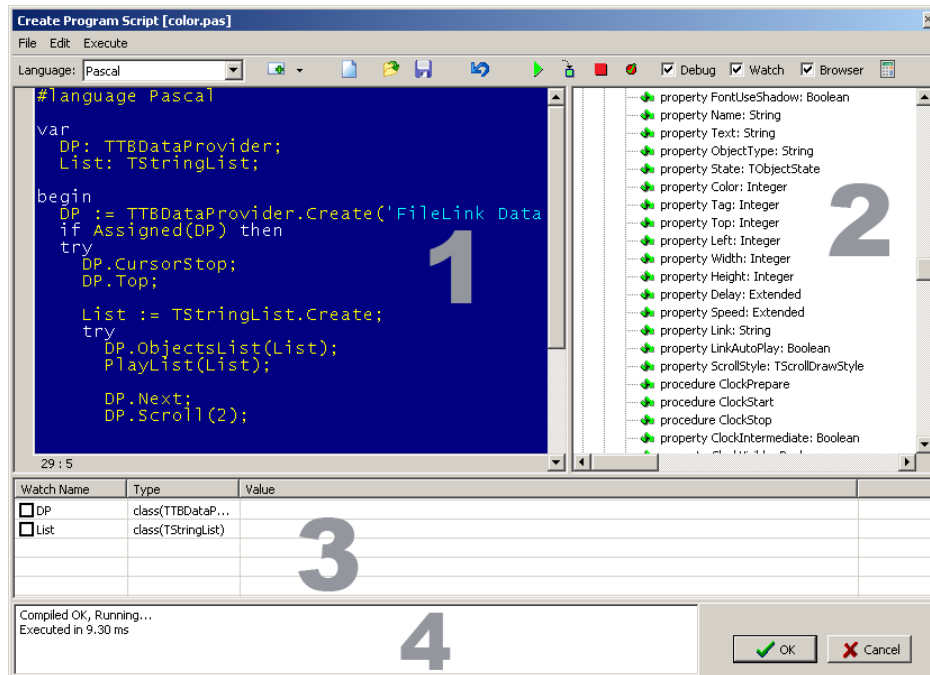 Create Program Script [color.pas]
File Edit Execute
Language: Pascal Debug Watch Browser
#language Pascal
var
DP: TTBDataProvider;
List: TStringList;
begin
DP := TTBDataProvider.Create('FileLink Data
if Assigned(DP) then
try
DP.CursorStop;
DP.Top;
List := TStringList.Create;
try
DP.ObjectsList(List);
PlayList(List);
DP.Next;
DP.Scroll(2);
29:5
1
property FontUseShadow: Boolean
property Name: String
property Text: String
property ObjectType: String
property State: TObjectState
property Color: Integer
property Tag: Integer
property Top: Integer
property Left: Integer
property Width: Integer
property Height: Integer
property Delay: Extended
property Speed: Extended
property Link: String
property LinkAutoPlay: Boolean
property ScrollStyle: TScrollDrawStyle
procedure ClockPrepare
procedure ClockStart
procedure ClockStop
property ClockIntermediate: Boolean
2
Watch Name Type Value
DP class(TTBDataP...
List class(TStringList)
3
Compiled OK, Running...
Executed in 9.30 ms
4
OK Cancel